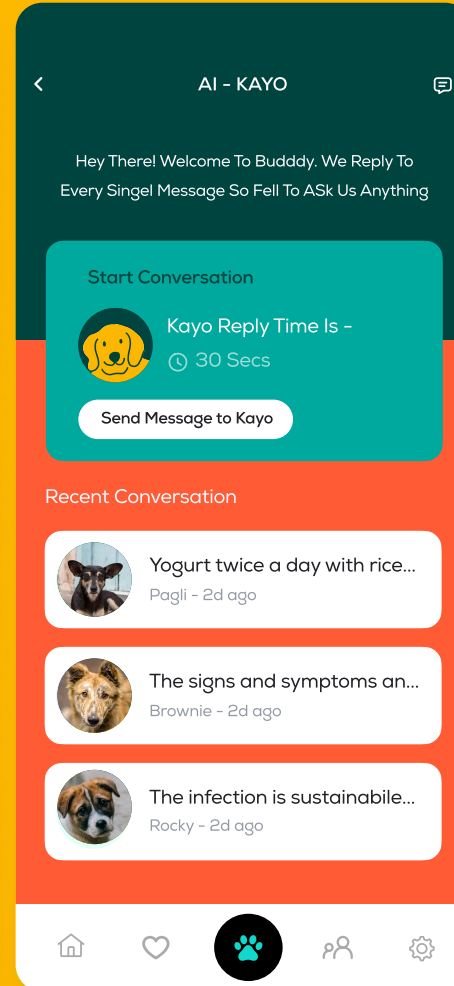 AI - KAYO
Hey There! Welcome To Budddy. We Reply To
Every Singel Message So Fell To ASk Us Anything
Start Conversation
Kayo Reply Time Is -
30 Secs
Send Message to Kayo
Recent Conversation
Yogurt twice a day with rice...
Pagli - 2d ago
The signs and symptoms an...
Brownie - 2d ago
The infection is sustainabile...
Rocky - 2d ago